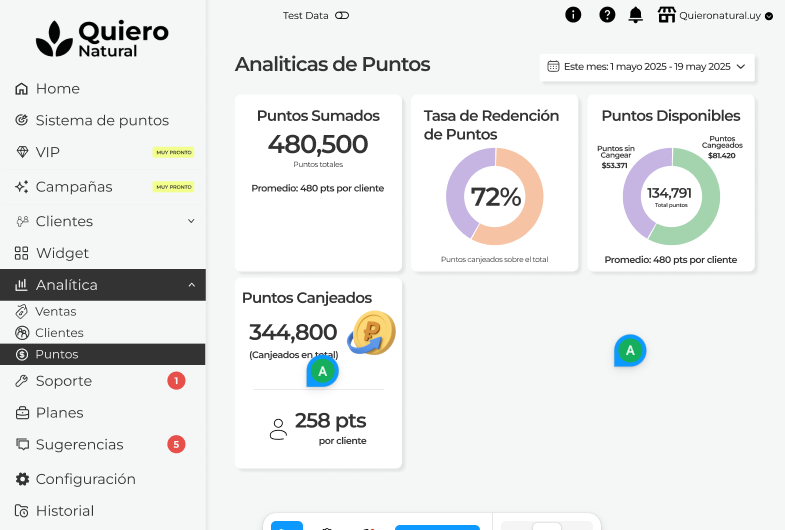 Quiero
Natural
Test Data
Quieronatural.uy
Home
Sistema de puntos
VIP
MUY PRONTO
Campañas
MUY PRONTO
Clientes
Widget
Analítica
Ventas
Clientes
Puntos
Soporte
1
Planes
Sugerencias
5
Configuración
Historial
Analiticas de Puntos
Este mes: 1 mayo 2025 - 19 may 2025
Puntos Sumados
480,500
Puntos totales
Promedio: 480 pts por cliente
Tasa de Redención
de Puntos
72%
Puntos canjeados sobre el total
Puntos Disponibles
Puntos sin
Cangear
$53.371
Puntos
Cangeados
$81.420
134,791
Total puntos
Promedio: 480 pts por cliente
Puntos Canjeados
344,800
(Canjeados en total)
A
258 pts
por cliente
A